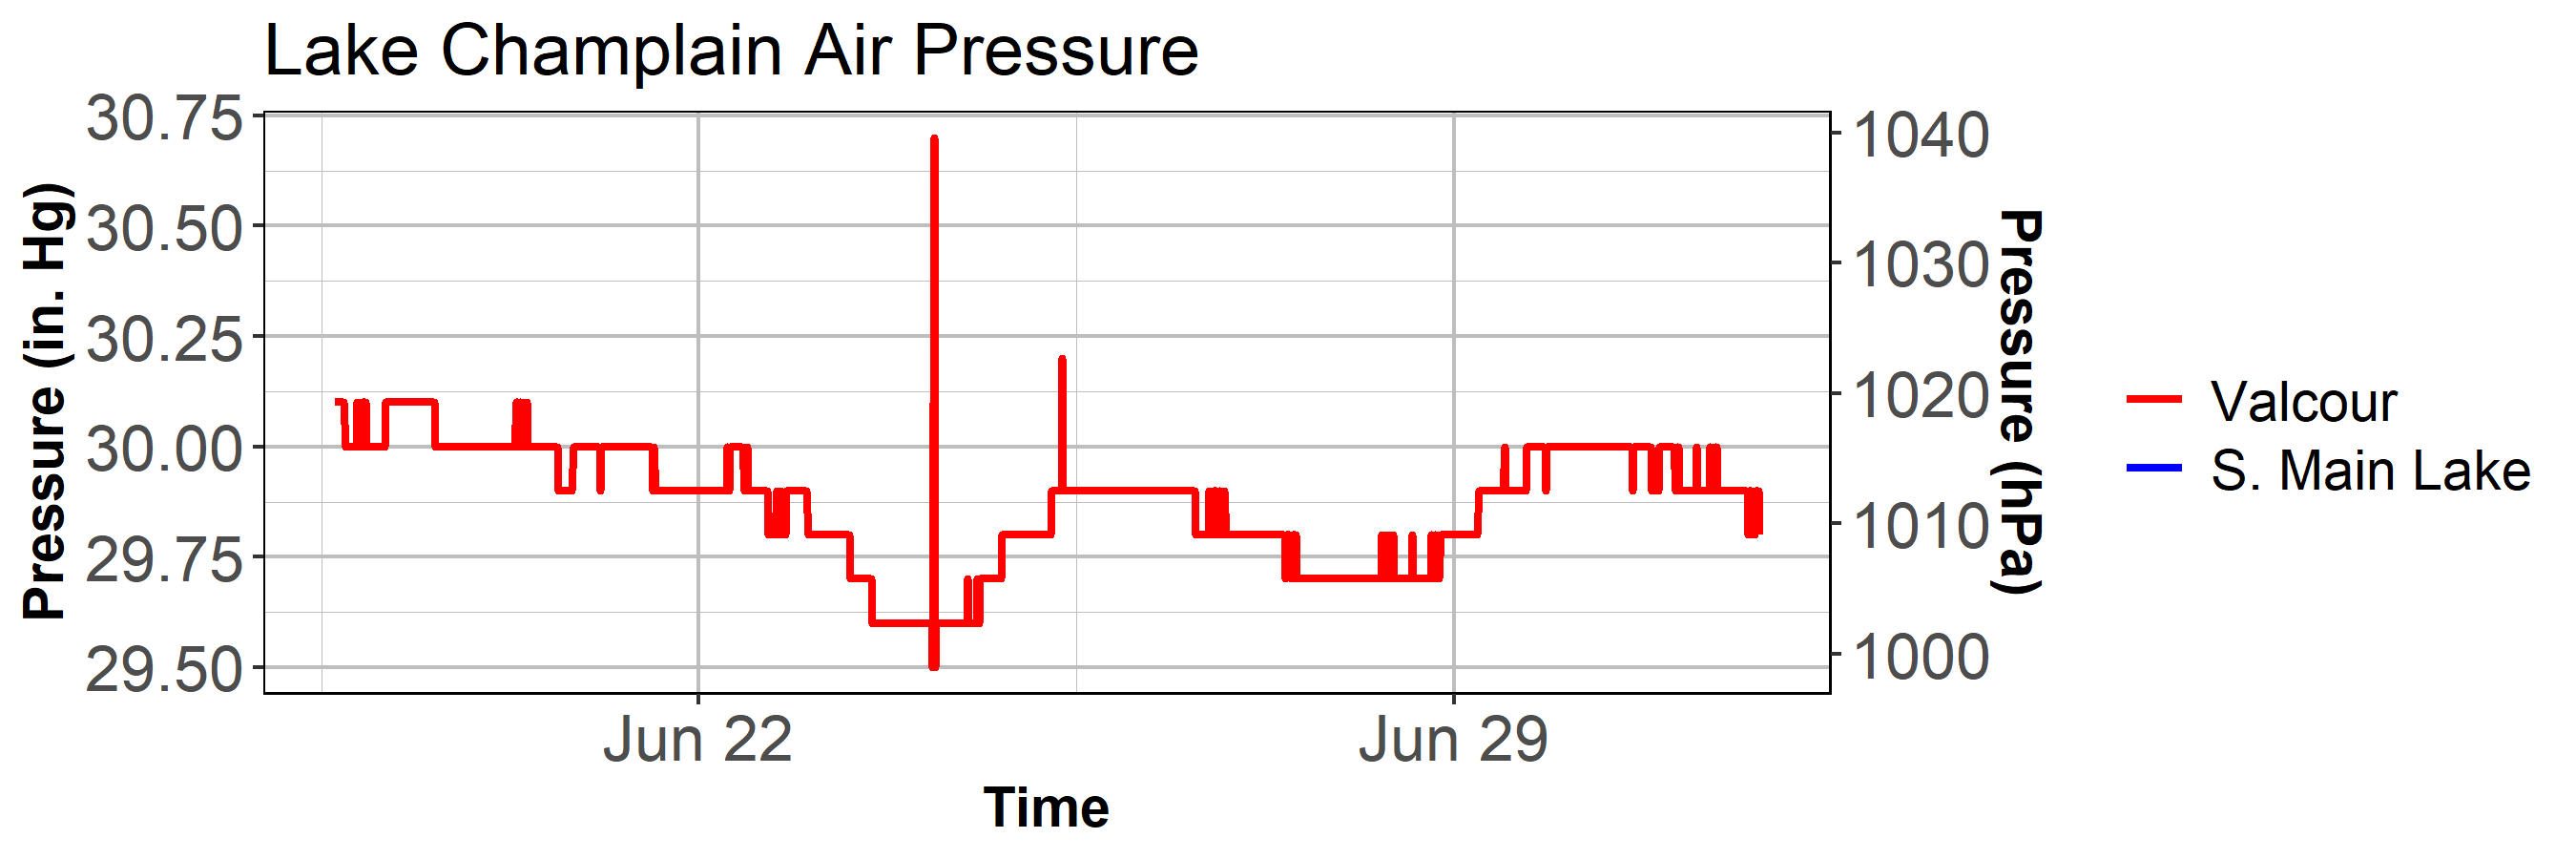 Lake Champlain Air Pressure
Pressure (in. Hg)
30.75
30.50
30.25
30.00
29.75
29.50
1040
1030
1020
1010
1000
Pressure (hPa)
Jun 22
Jun 29
Time
Valcour
S. Main Lake